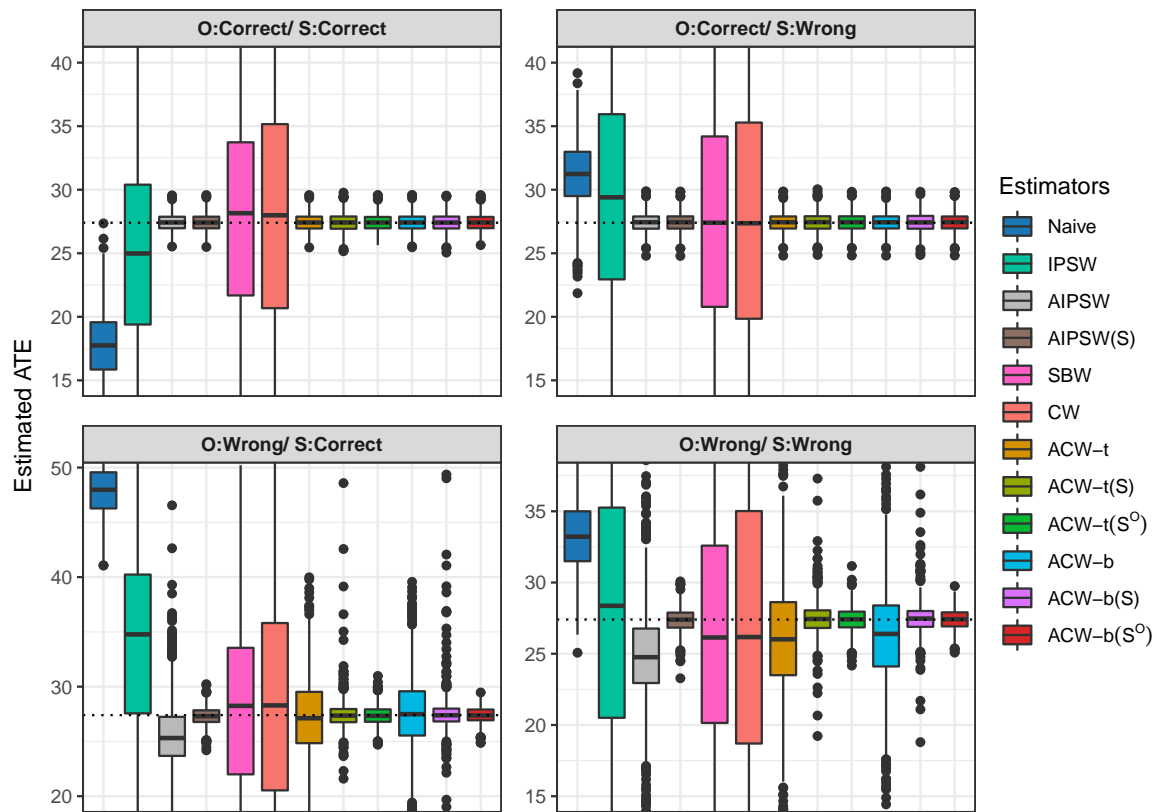 O:Correct/ S:Correct
O:Correct/ S:Wrong
40
35
30
25
20
15
40
35
30
25
20
15
O:Wrong/ S:Correct
O:Wrong/ S:Wrong
50
40
30
20
35
30
25
20
15
Estimated ATE
Estimators
Naive
IPSW
AIPSW
AIPSW(S)
SBW
CW
ACW−t
ACW−t(S)
ACW−t(S^O)
ACW−b
ACW−b(S)
ACW−b(S^O)